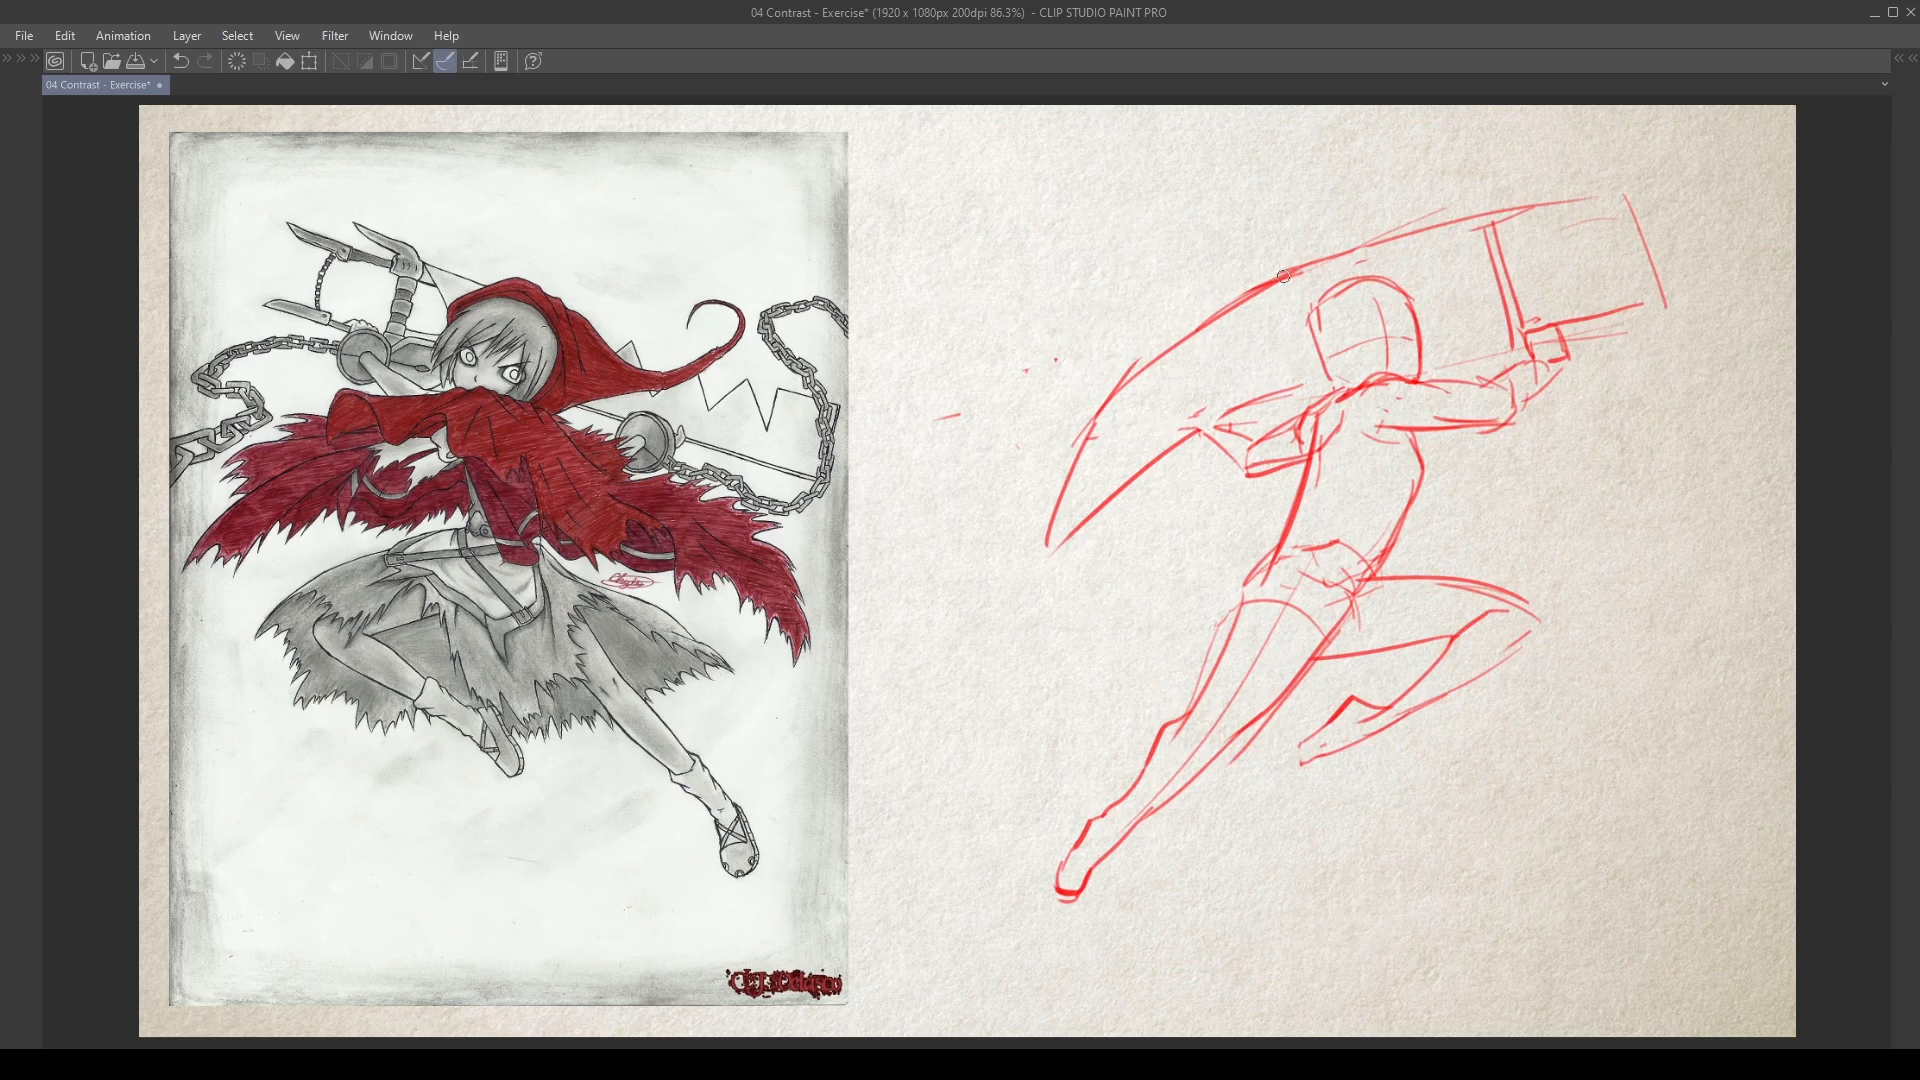 04 Contrast - Exercise* (1920 x 1080px 200dpi 86.3%) - CLIP STUDIO PAINT PRO
File Edit Animation Layer Select View Filter Window Help
04 Contrast - Exercise*